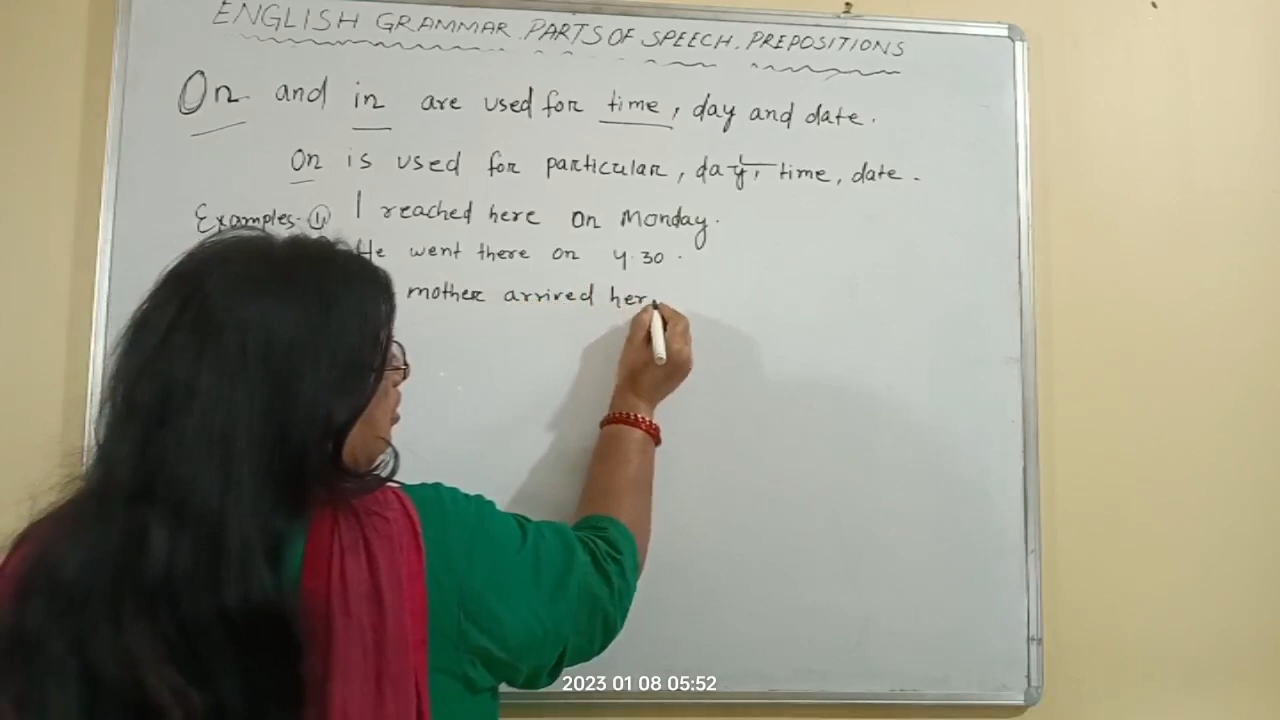 ENGLISH GRAMMAR. PARTS OF SPEECH. PREPOSITIONS
On and in are used for time, day and date.
On is used for particular, day, time, date.
Examples- ① I reached here on Monday.
He went there on 4.30.
mother arrived her
2023 01 08 05:52